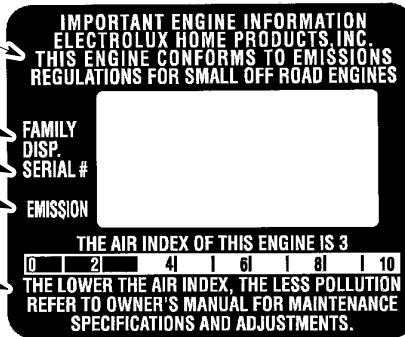 IMPORTANT ENGINE INFORMATION
ELECTROLUX HOME PRODUCTS, INC.
THIS ENGINE CONFORMS TO EMISSIONS
REGULATIONS FOR SMALL OFF ROAD ENGINES
FAMILY
DISP.
SERIAL #
EMISSION
THE AIR INDEX OF THIS ENGINE IS 3
0 2 4 6 8 10
THE LOWER THE AIR INDEX, THE LESS POLLUTION
REFER TO OWNER'S MANUAL FOR MAINTENANCE
SPECIFICATIONS AND ADJUSTMENTS.